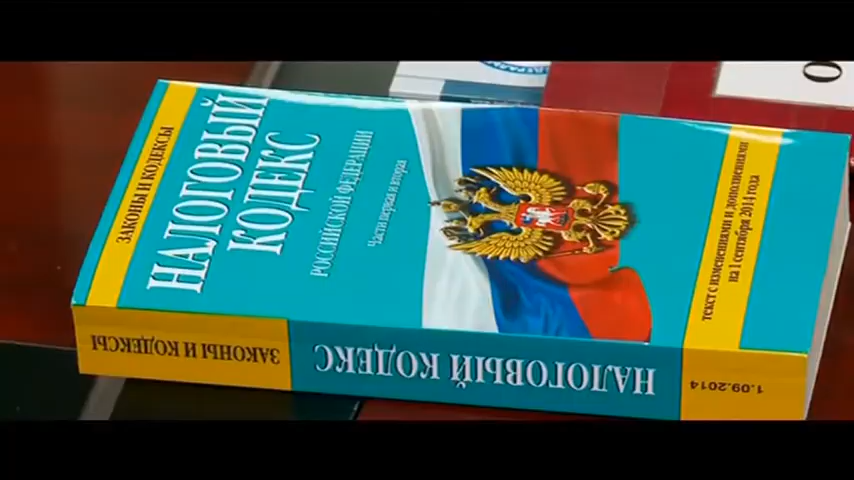 ЗАКОНЫ И КОДЕКСЫ
НАЛОГОВЫЙ
КОДЕКС
РОССИЙСКОЙ ФЕДЕРАЦИИ
Части первая и вторая
текст с изменениями и дополнениями
на 1 сентября 2014 года
ЗАКОНЫ И КОДЕКСЫ
НАЛОГОВЫЙ КОДЕКС
1.09.2014